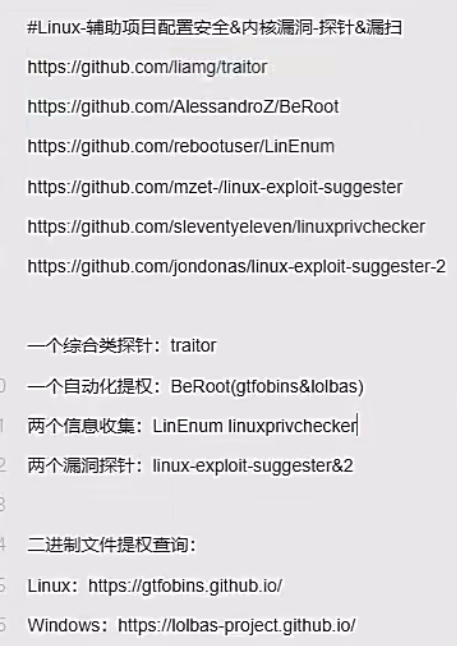 #Linux-辅助项目配置安全&内核漏洞-探针&漏扫
https://github.com/liamg/traitor
https://github.com/AlessandroZ/BeRoot
https://github.com/rebootuser/LinEnum
https://github.com/mzet-/linux-exploit-suggester
https://github.com/sleventyeleven/linuxprivchecker
https://github.com/jondonas/linux-exploit-suggester-2
一个综合类探针：traitor
0 一个自动化提权：BeRoot(gtfobins&lolbas)
1 两个信息收集：LinEnum linuxprivchecker
2 两个漏洞探针：linux-exploit-suggester&2
3
4 二进制文件提权查询：
5 Linux：https://gtfobins.github.io/
6 Windows：https://lolbas-project.github.io/